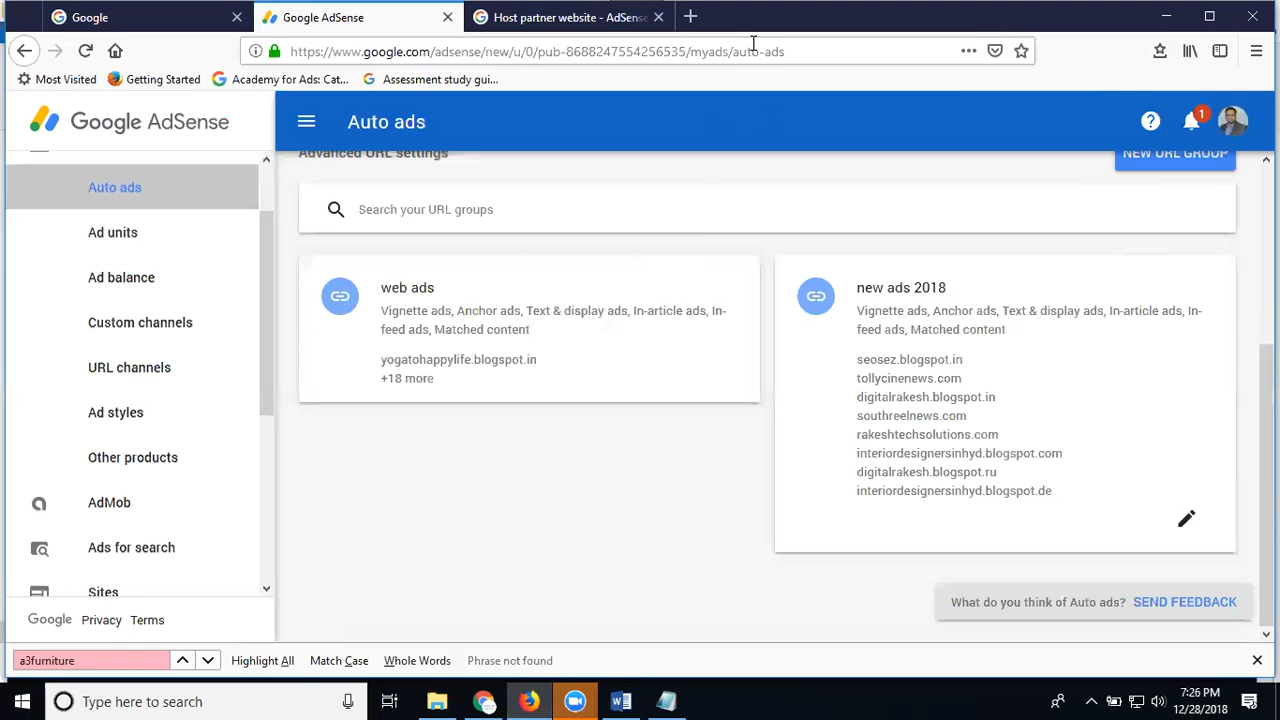 Google
Google AdSense
Host partner website - AdSense
https://www.google.com/adsense/new/u/0/pub-8688247554256535/myads/auto-ads
Most Visited
Getting Started
Academy for Ads: Cat...
Assessment study gui...
Google AdSense
Auto ads
1
Auto ads
Ad units
Ad balance
Custom channels
URL channels
Ad styles
Other products
AdMob
Ads for search
Sites
Google Privacy Terms
Advanced URL settings
NEW URL GROUP
Search your URL groups
web ads
Vignette ads, Anchor ads, Text & display ads, In-article ads, In-
feed ads, Matched content
yogatohappylife.blogspot.in
+18 more
new ads 2018
Vignette ads, Anchor ads, Text & display ads, In-article ads, In-
feed ads, Matched content
seosez.blogspot.in
tollycinenews.com
digitalrakesh.blogspot.in
southreelnews.com
rakeshtechsolutions.com
interiordesignersinhyd.blogspot.com
digitalrakesh.blogspot.ru
interiordesignersinhyd.blogspot.de
What do you think of Auto ads? SEND FEEDBACK
a3furniture
Highlight All
Match Case
Whole Words
Phrase not found
Type here to search
7:26 PM
12/28/2018